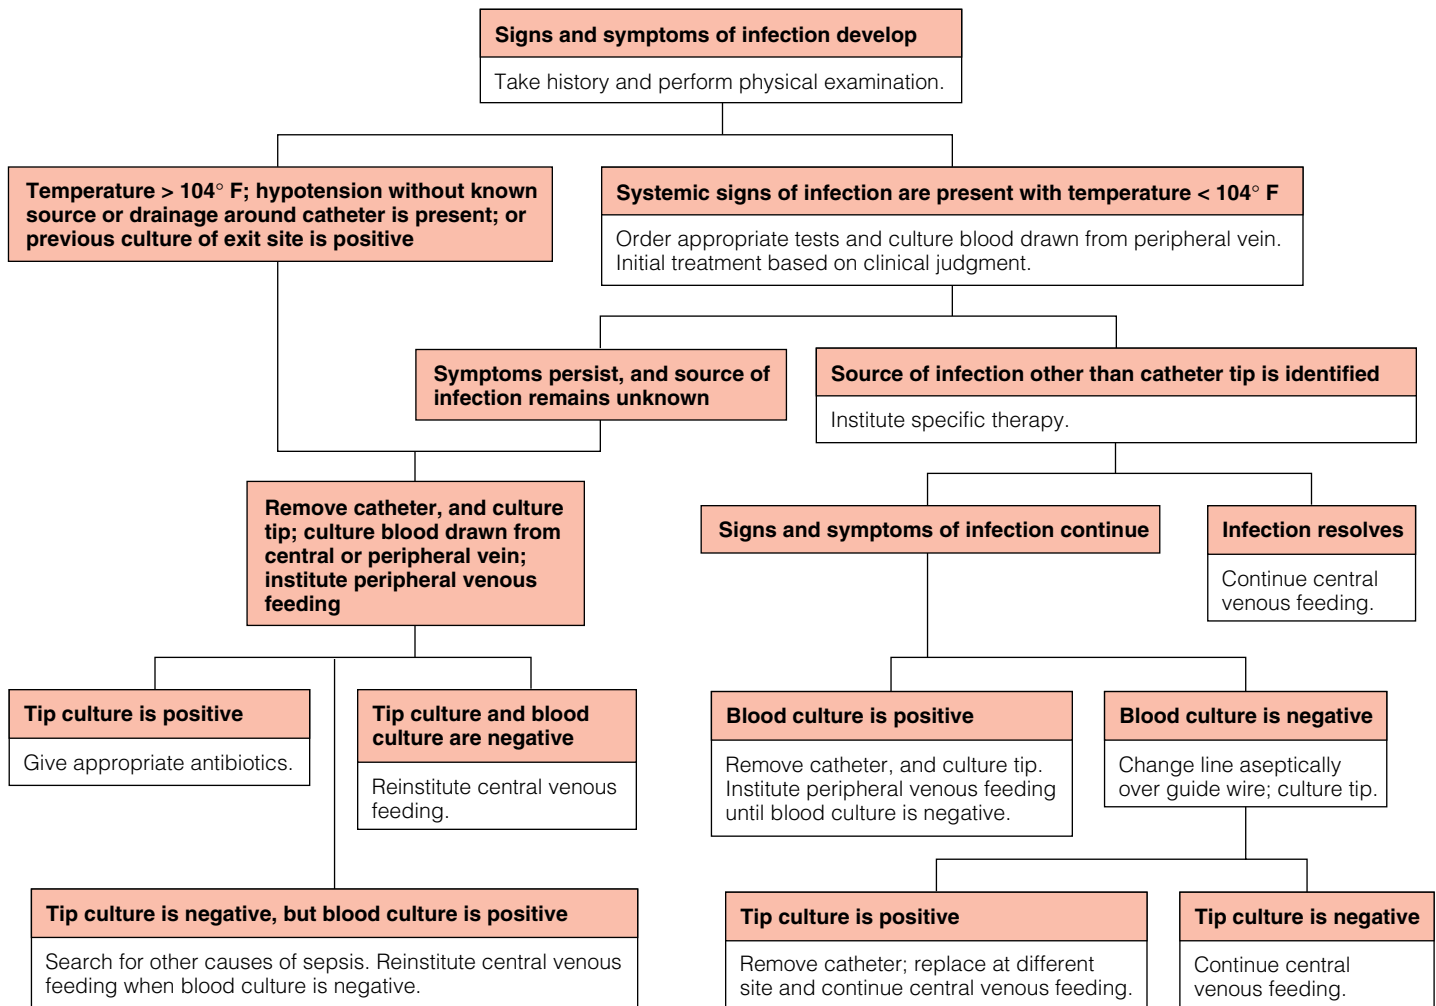 Signs and symptoms of infection develop
Take history and perform physical examination.
Temperature > 104° F; hypotension without known
source or drainage around catheter is present; or
previous culture of exit site is positive
Systemic signs of infection are present with temperature < 104° F
Order appropriate tests and culture blood drawn from peripheral vein.
Initial treatment based on clinical judgment.
Symptoms persist, and source of
infection remains unknown
Source of infection other than catheter tip is identified
Institute specific therapy.
Remove catheter, and culture
tip; culture blood drawn from
central or peripheral vein;
institute peripheral venous
feeding
Signs and symptoms of infection continue
Infection resolves
Continue central
venous feeding.
Tip culture is positive
Give appropriate antibiotics.
Tip culture and blood
culture are negative
Reinstitute central venous
feeding.
Blood culture is positive
Remove catheter, and culture tip.
Institute peripheral venous feeding
until blood culture is negative.
Blood culture is negative
Change line aseptically
over guide wire; culture tip.
Tip culture is negative, but blood culture is positive
Search for other causes of sepsis. Reinstitute central venous
feeding when blood culture is negative.
Tip culture is positive
Remove catheter; replace at different
site and continue central venous feeding.
Tip culture is negative
Continue central
venous feeding.